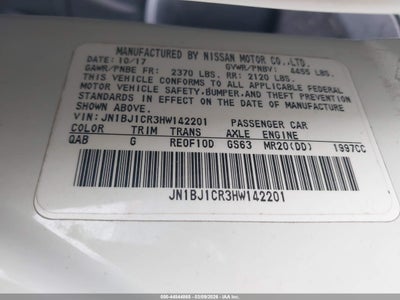 MANUFACTURED BY NISSAN MOTOR CO.,LTD.
DATE: 10/17 GVWR/PNBV: 4455 LBS.
GAWR/PNBE FR: 2370 LBS. RR: 2120 LBS.
THIS VEHICLE CONFORMS TO ALL APPLICABLE FEDERAL
MOTOR VEHICLE SAFETY,BUMPER,AND THEFT PREVENTION
STANDARDS IN EFFECT ON THE DATE OF MANUFACTURE
SHOWN ABOVE.
VIN: JN1BJ1CR3HW142201 PASSENGER CAR
COLOR TRIM TRANS AXLE ENGINE
QAB G RE0F10D GS63 MR20(DD) 1997CC
JN1BJ1CR3HW142201